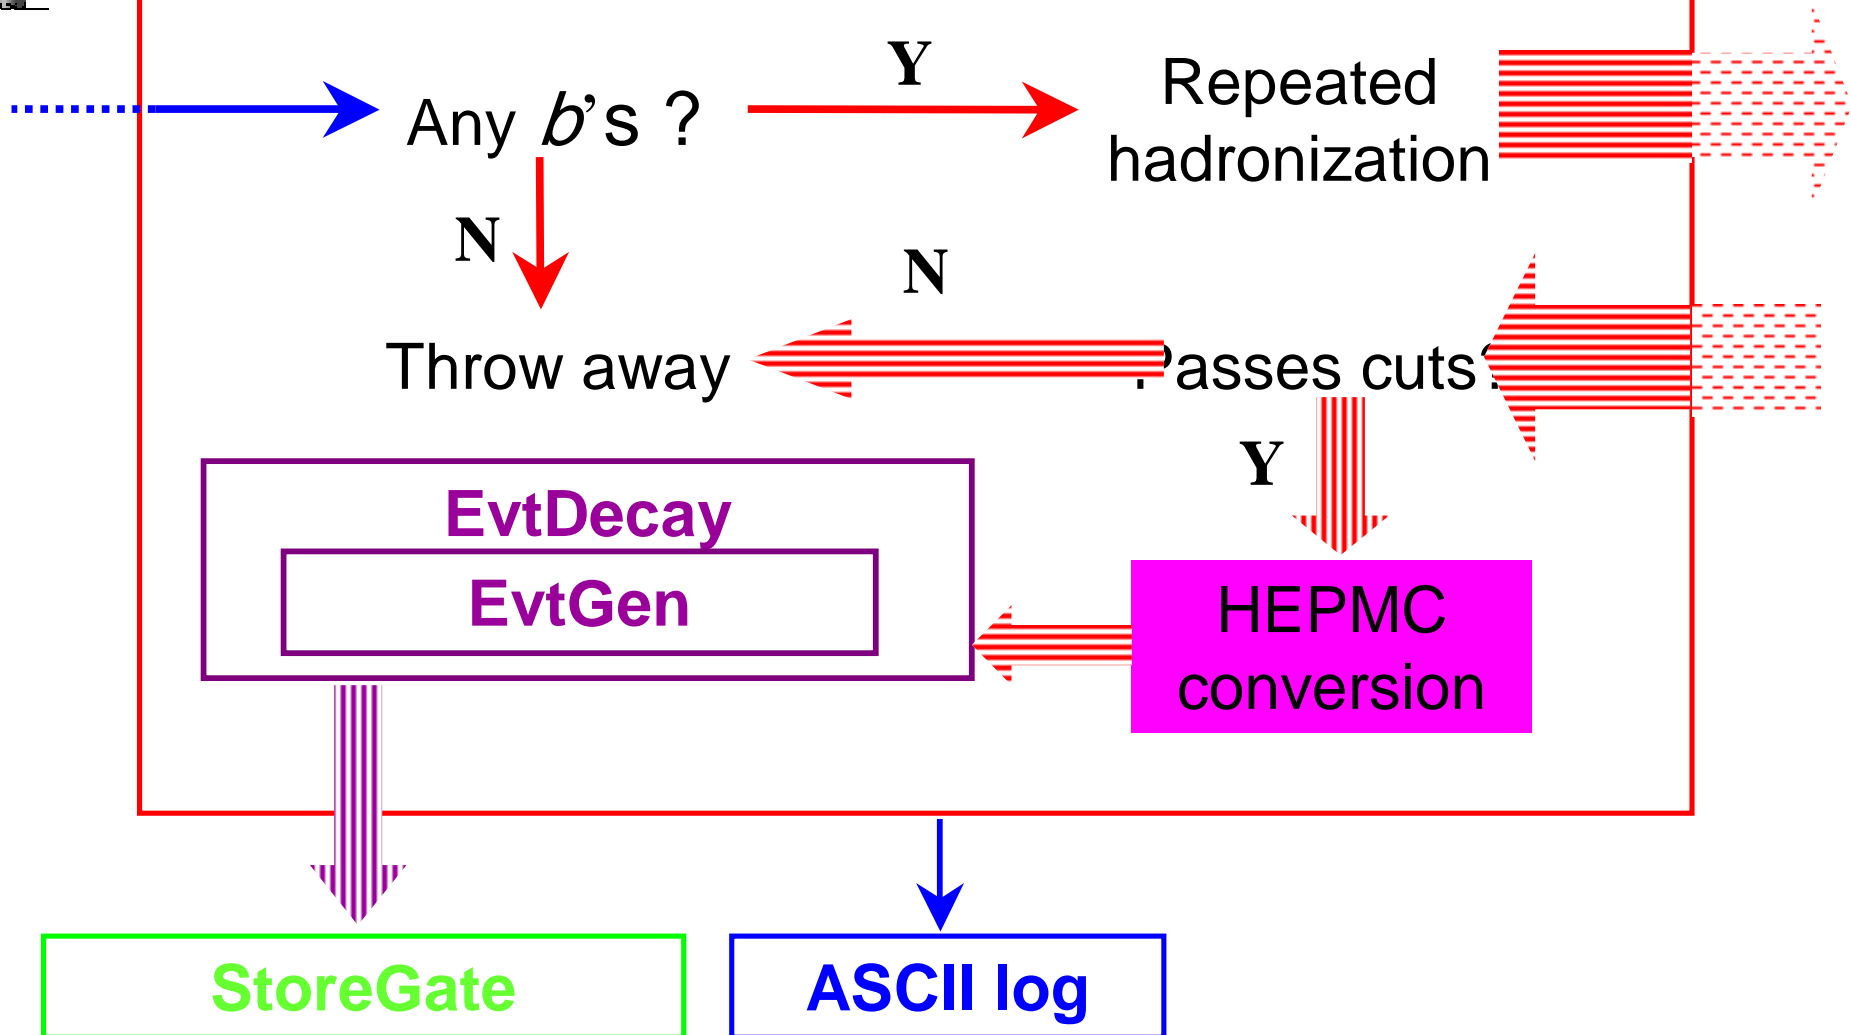 Y
Repeated
Any b's ?
hadronization
N
N
Throw away
Passes cuts?
Y
EvtDecay
EvtGen
HEPMC
conversion
StoreGate
ASCII log